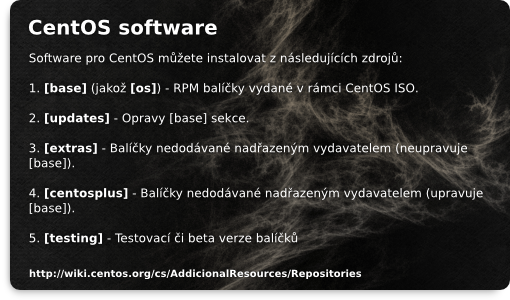 CentOS software
Software pro CentOS můžete instalovat z následujících zdrojů:
1. [base] (jakož [os]) - RPM balíčky vydané v rámci CentOS ISO.
2. [updates] - Opravy [base] sekce.
3. [extras] - Balíčky nedodávané nadřazeným vydavatelem (neupravuje
[base]).
4. [centosplus] - Balíčky nedodávané nadřazeným vydavatelem (upravuje
[base]).
5. [testing] - Testovací či beta verze balíčků
http://wiki.centos.org/cs/AddicionalResources/Repositories